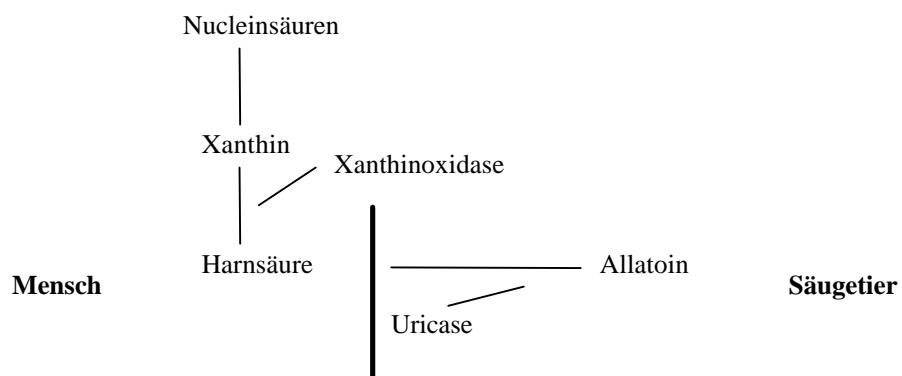 Nucleinsäuren
Xanthin
Xanthinoxidase
Harnsäure
Allatoin
Mensch
Säugetier
Uricase